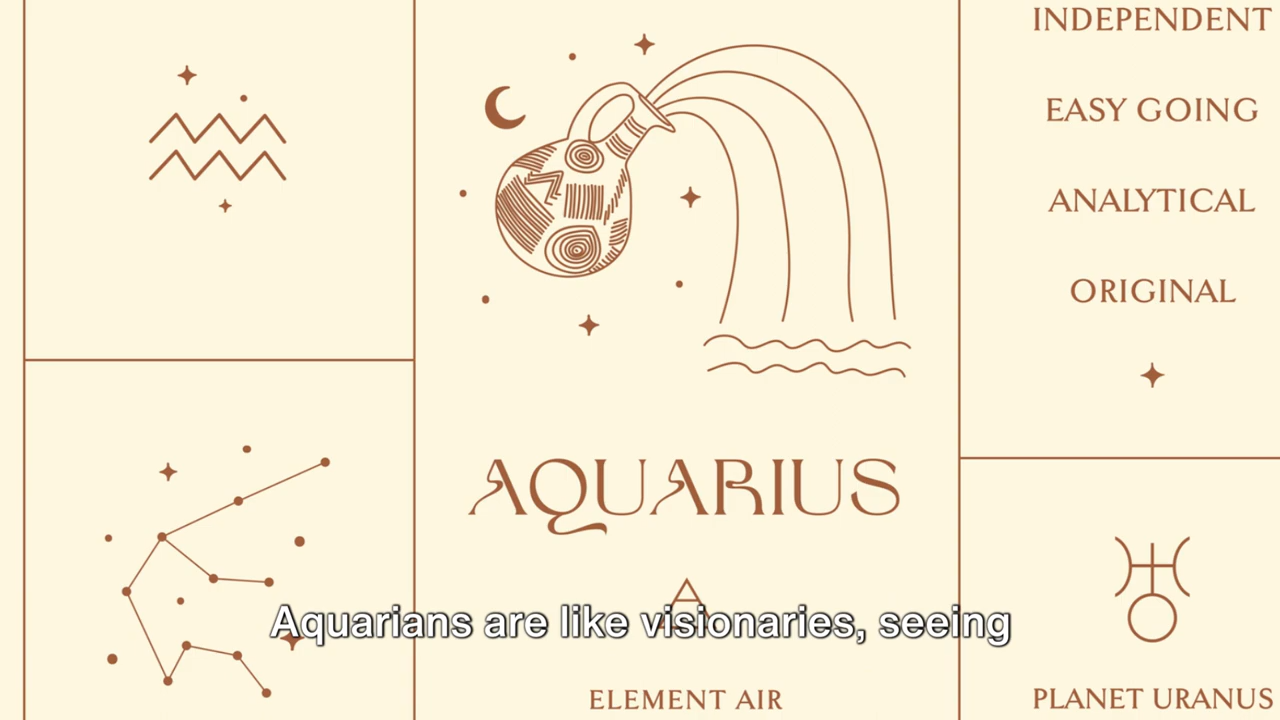 INDEPENDENT
EASY GOING
ANALYTICAL
ORIGINAL
AQUARIUS
Aquarians are like visionaries, seeing
ELEMENT AIR
PLANET URANUS